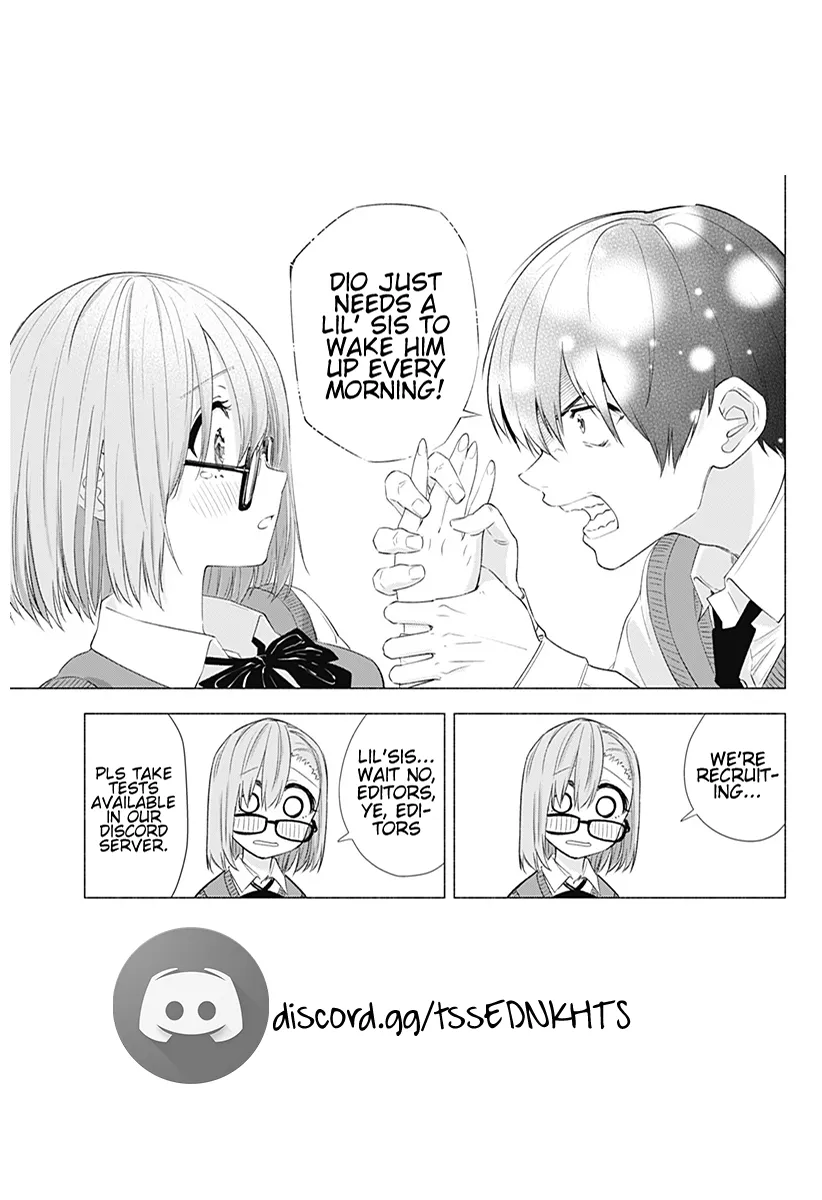 DIO JUST
NEEDS A
LIL' SIS TO
WAKE HIM
UP EVERY
MORNING!
WE'RE
RECRUIT-
ING...
LIL'SIS...
WAIT NO,
EDITORS,
YE, EDI-
TORS
PLS TAKE
TESTS
AVAILABLE
IN OUR
DISCORD
SERVER.
discord.gg/tssEDNKHTS